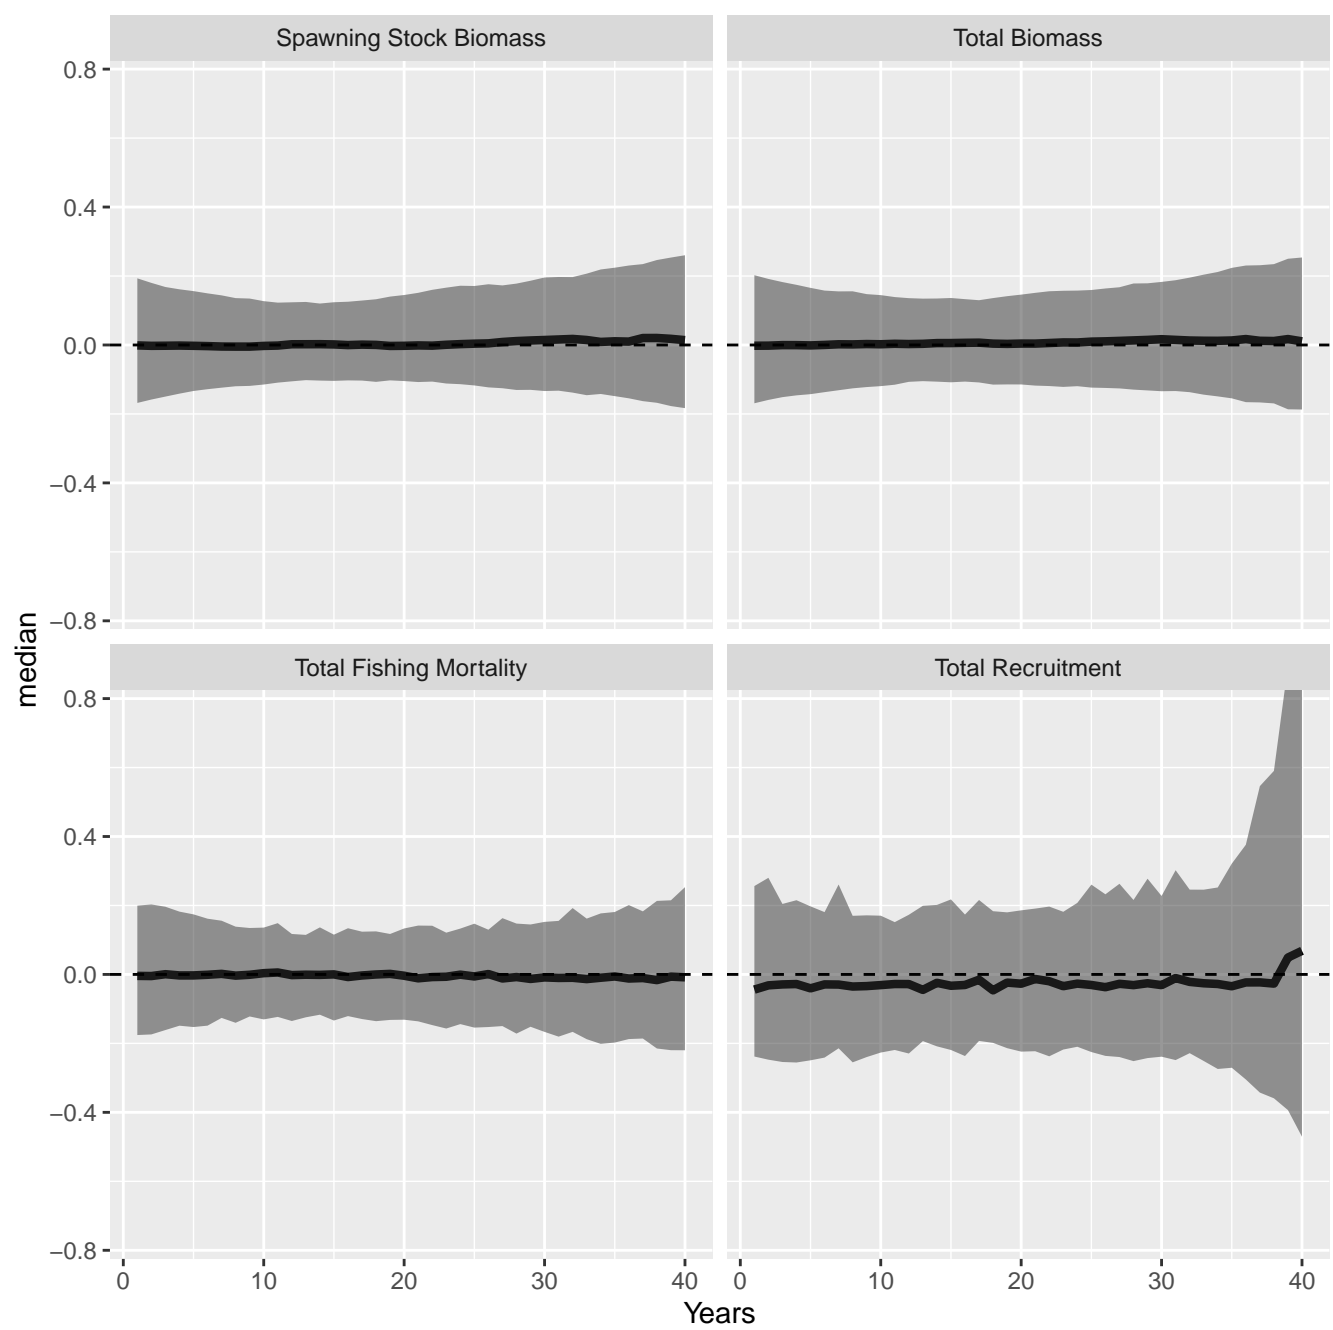 Spawning Stock Biomass
Total Biomass
0.8
0.4
0.0
−0.4
−0.8
median
Total Fishing Mortality
Total Recruitment
0.8
0.4
0.0
−0.4
−0.8
0 10 20 30 40
0 10 20 30 40
Years